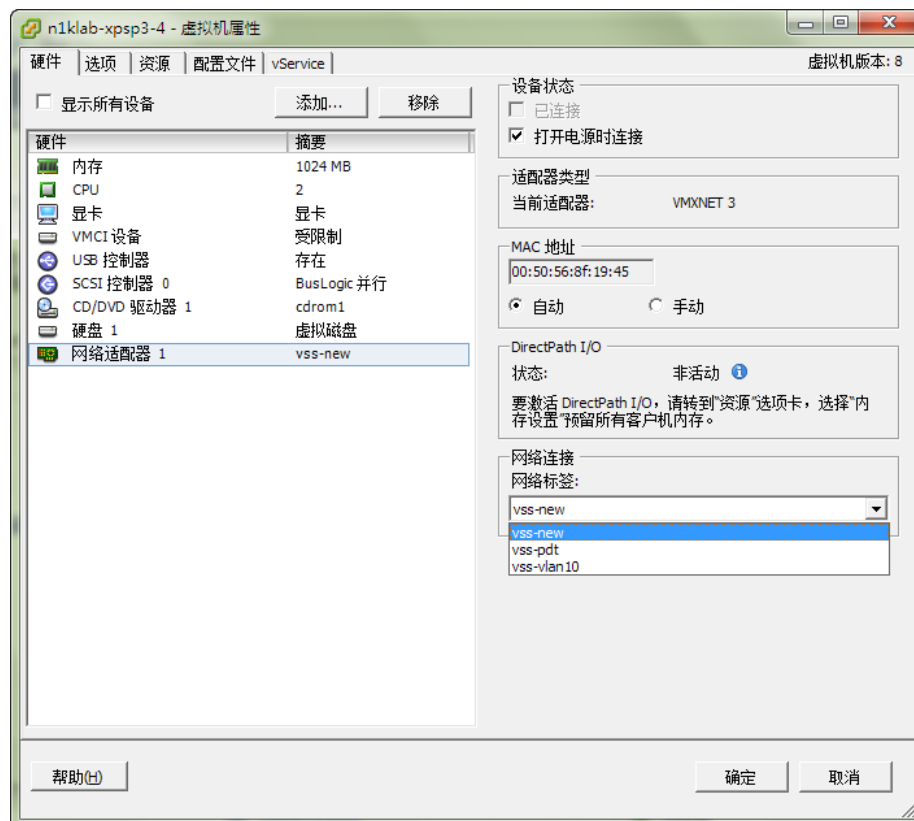 n1klab-xpsp3-4 - 虚拟机属性
硬件 选项 资源 配置文件 vService 虚拟机版本: 8
显示所有设备 添加... 移除
硬件 摘要
内存 1024 MB
CPU 2
显卡 显卡
VMCI 设备 受限制
USB 控制器 存在
SCSI 控制器 0 BusLogic 并行
CD/DVD 驱动器 1 cdrom1
硬盘 1 虚拟磁盘
网络适配器 1 vss-new
设备状态
已连接
打开电源时连接
适配器类型
当前适配器: VMXNET 3
MAC 地址
00:50:56:8f:19:45
自动 手动
DirectPath I/O
状态: 非活动
要激活 DirectPath I/O，请转到“资源”选项卡，选择“内
存设置”预留所有客户机内存。
网络连接
网络标签:
vss-new
vss-new
vss-pdt
vss-vlan10
帮助(H) 确定 取消